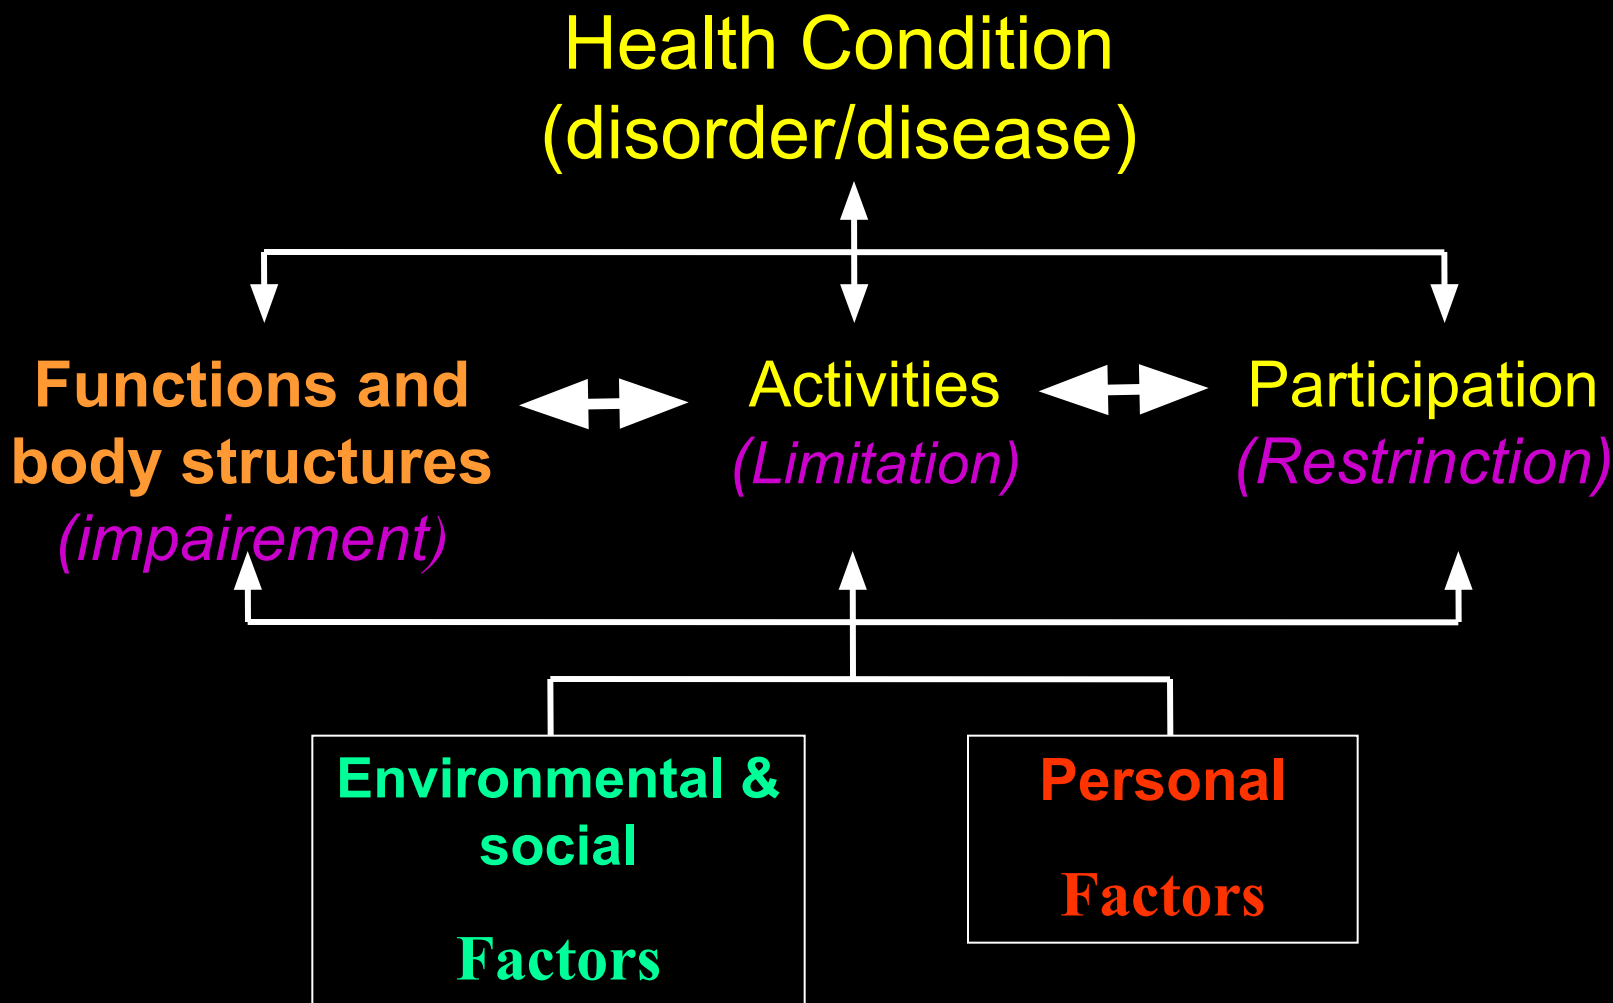 Health Condition
(disorder/disease)
Functions and
body structures
(impairement)
Activities
(Limitation)
Participation
(Restrinction)
Environmental &
social
Factors
Personal
Factors